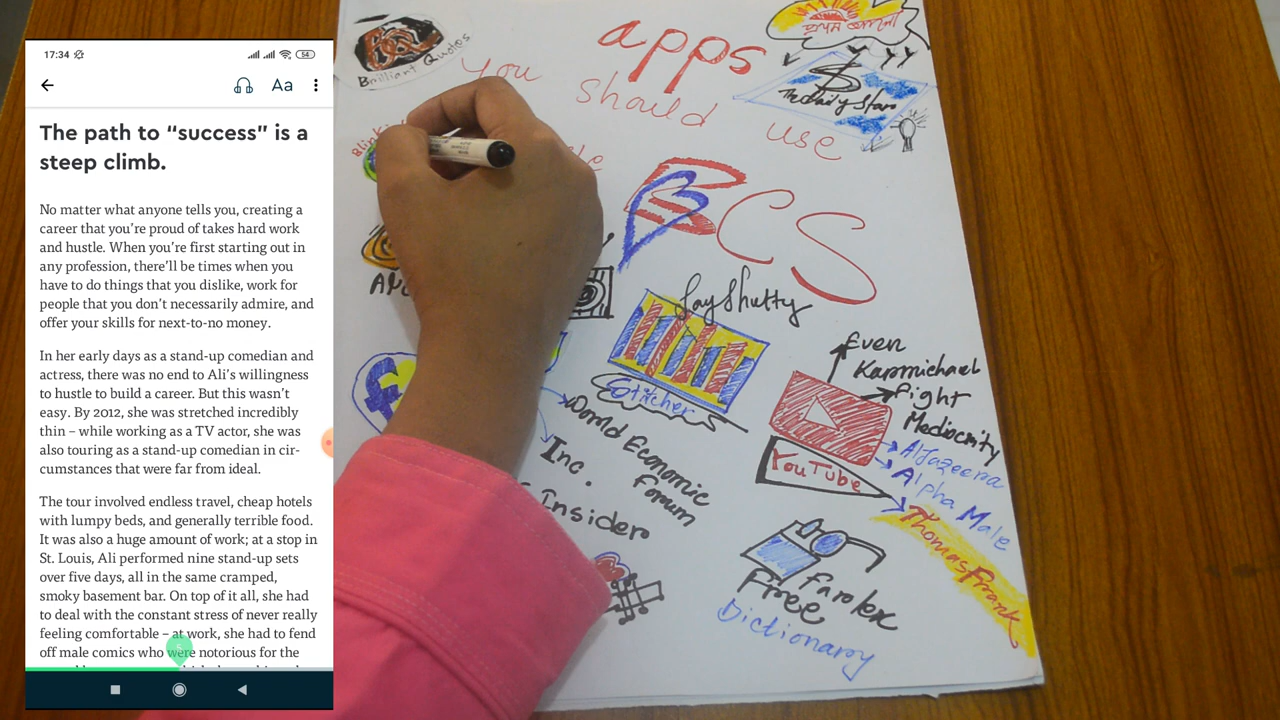 17:34
54
Aa
The path to “success” is a
steep climb.
No matter what anyone tells you, creating a
career that you’re proud of takes hard work
and hustle. When you’re first starting out in
any profession, there’ll be times when you
have to do things that you dislike, work for
people that you don’t necessarily admire, and
offer your skills for next-to-no money.
In her early days as a stand-up comedian and
actress, there was no end to Ali’s willingness
to hustle to build a career. But this wasn’t
easy. By 2012, she was stretched incredibly
thin – while working as a TV actor, she was
also touring as a stand-up comedian in cir-
cumstances that were far from ideal.
The tour involved endless travel, cheap hotels
with lumpy beds, and generally terrible food.
It was also a huge amount of work; at a stop in
St. Louis, Ali performed nine stand-up sets
over five days, all in the same cramped,
smoky basement bar. On top of it all, she had
to deal with the constant stress of never really
feeling comfortable – at work, she had to fend
off male comics who were notorious for the
Brilliant Quotes
apps
you should use
BCS
প্রথম আলো
The Daily Star
Jay Shutty
Stitcher
Even
Karmichael
Fight
Mediocrity
AlJazeera
Alpha Male
Thomas Frank
YouTube
World Economic
Forum
Inc.
Insider
Farlex
Free
Dictionary